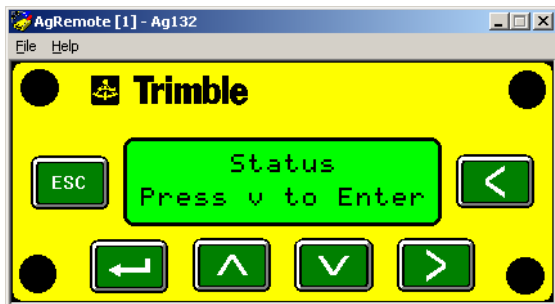 AgRemote [1] - Ag132
File Help
Trimble
ESC
Status
Press v to Enter